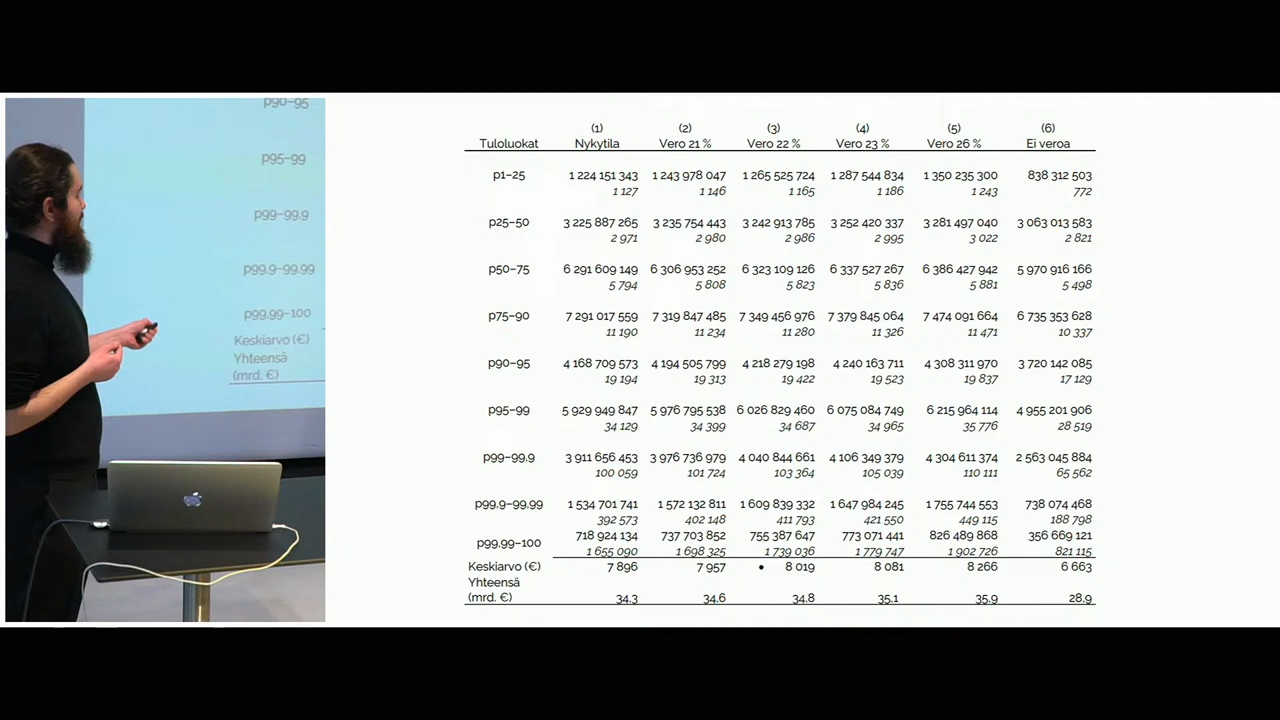 p90–95
p95–99
p99–99.9
p99.9–99.99
p99.99–100
Keskiarvo (€)
Yhteensä
(mrd. €)
(1) (2) (3) (4) (5) (6)
Tuloluokat Nykytila Vero 21 % Vero 22 % Vero 23 % Vero 26 % Ei veroa
p1–25 1 224 151 343 1 243 978 047 1 265 525 724 1 287 544 834 1 350 235 300 838 312 503
1 127 1 146 1 165 1 186 1 243 772
p25–50 3 225 887 265 3 235 754 443 3 242 913 785 3 252 420 337 3 281 497 040 3 063 013 583
2 971 2 980 2 986 2 995 3 022 2 821
p50–75 6 291 609 149 6 306 953 252 6 323 109 126 6 337 527 267 6 386 427 942 5 970 916 166
5 794 5 808 5 823 5 836 5 881 5 498
p75–90 7 291 017 559 7 319 847 485 7 349 456 976 7 379 845 064 7 474 091 664 6 735 353 628
11 190 11 234 11 280 11 326 11 471 10 337
p90–95 4 168 709 573 4 194 505 799 4 218 279 198 4 240 163 711 4 308 311 970 3 720 142 085
19 194 19 313 19 422 19 523 19 837 17 129
p95–99 5 929 949 847 5 976 795 538 6 026 829 460 6 075 084 749 6 215 964 114 4 955 201 906
34 129 34 399 34 687 34 965 35 776 28 519
p99–99.9 3 911 656 453 3 976 736 979 4 040 844 661 4 106 349 379 4 304 611 374 2 563 045 884
100 059 101 724 103 364 105 039 110 111 65 562
p99.9–99.99 1 534 701 741 1 572 132 811 1 609 839 332 1 647 984 245 1 755 744 553 738 074 468
392 573 402 148 411 793 421 550 449 115 188 798
p99.99–100 718 924 134 737 703 852 755 387 647 773 071 441 826 489 868 356 669 121
1 655 090 1 698 325 1 739 036 1 779 747 1 902 726 821 115
Keskiarvo (€) 7 896 7 957 8 019 8 081 8 266 6 663
Yhteensä
(mrd. €) 34.3 34.6 34.8 35.1 35.9 28.9